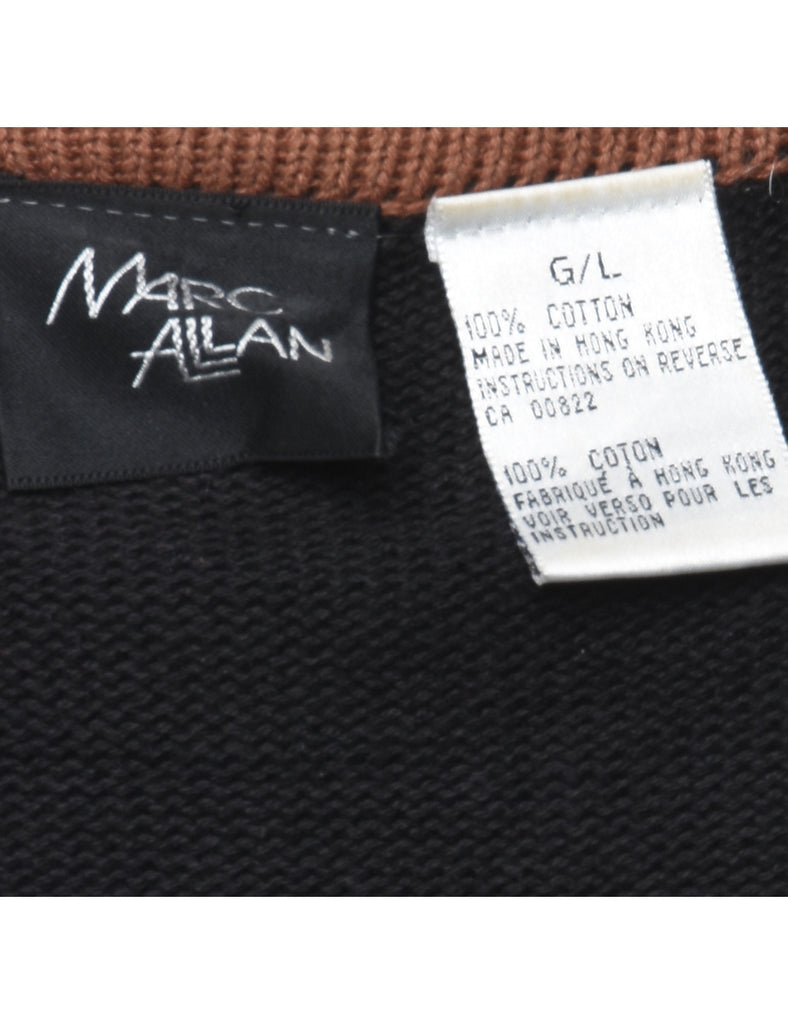 MARC
ALLAN
G/L
100% COTTON
MADE IN HONG KONG
INSTRUCTIONS ON REVERSE
CA 00822
100% COTON
FABRIQUÉ À HONG KONG
VOIR VERSO POUR LES
INSTRUCTION